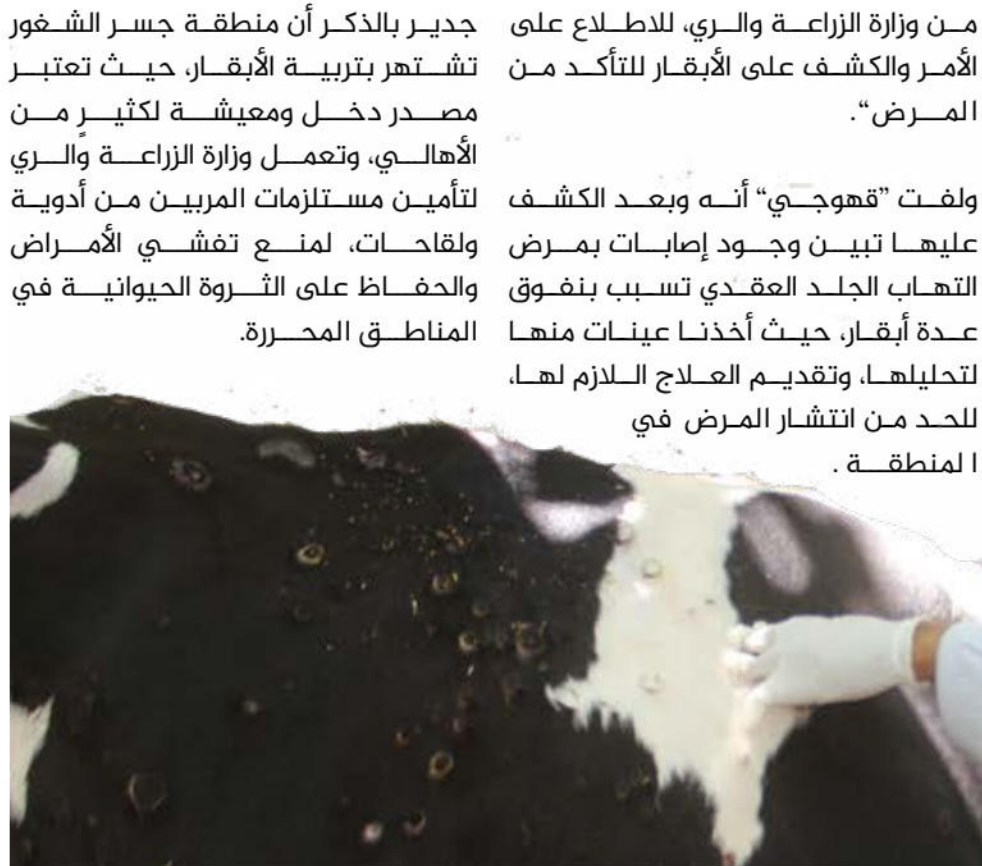 من وزارة الزراعة والري، للاطلاع على
الأمر والكشف على الأبقار للتأكد من
المرض“.
ولفت ”قهوجي“ أنه وبعد الكشف
عليها تبين وجود إصابات بمرض
التهاب الجلد العقدي تسبب بنفوق
عدة أبقار، حيث أخذنا عينات منها
لتحليلها، وتقديم العلاج اللازم لها،
للحد من انتشار المرض في
المنطقة .
جدير بالذكر أن منطقة جسر الشغور
تشتهر بتربية الأبقار، حيث تعتبر
مصدر دخل ومعيشة لكثير من
الأهالي، وتعمل وزارة الزراعة والري
لتأمين مستلزمات المربين من أدوية
ولقاحات، لمنع تفشي الأمراض
والحفاظ على الثروة الحيوانية في
المناطق المحررة.